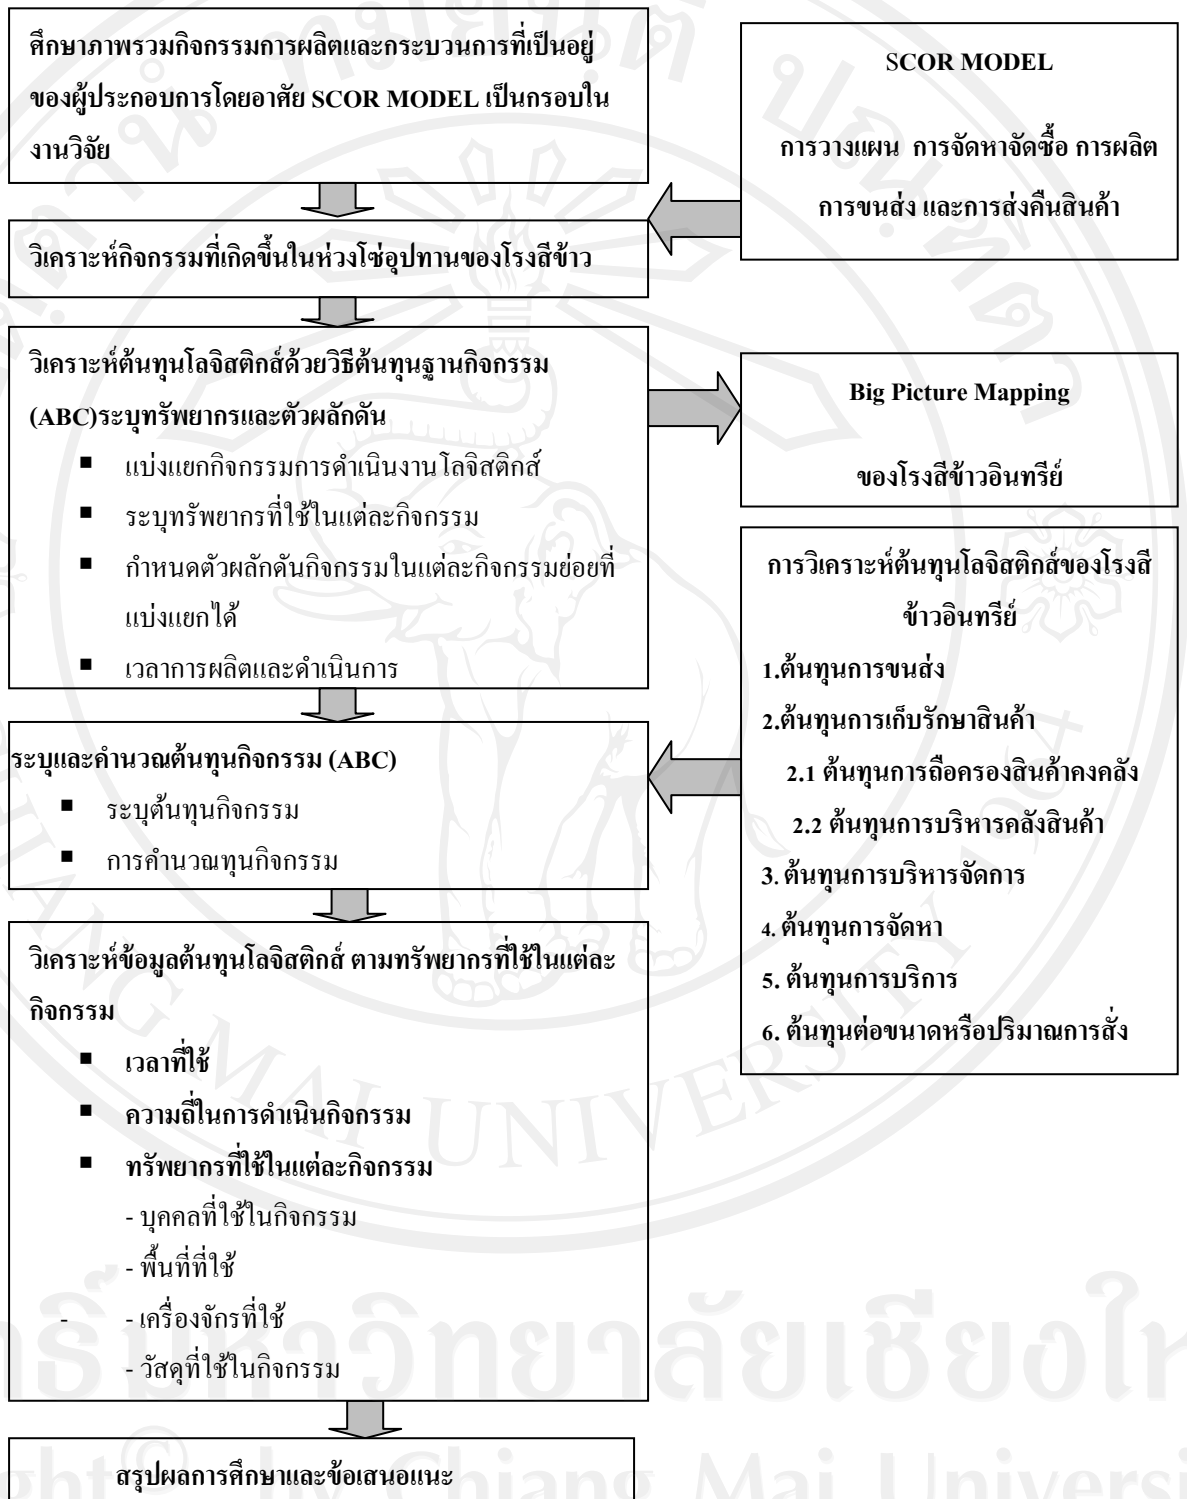 ศึกษาภาพรวมกิจกรรมการผลิตและกระบวนการที่เป็นอยู่
ของผู้ประกอบการโดยอาศัย SCOR MODEL เป็นกรอบใน
งานวิจัย
SCOR MODEL
การวางแผน การจัดหาจัดซื้อ การผลิต
การขนส่ง และการส่งคืนสินค้า
วิเคราะห์กิจกรรมที่เกิดขึ้นในห่วงโซ่อุปทานของโรงสีข้าว
วิเคราะห์ต้นทุนโลจิสติกส์ด้วยวิธีต้นทุนฐานกิจกรรม
(ABC)ระบุทรัพยากรและตัวผลักดัน
▪ แบ่งแยกกิจกรรมการดำเนินงานโลจิสติกส์
▪ ระบุทรัพยากรที่ใช้ในแต่ละกิจกรรม
▪ กำหนดตัวผลักดันกิจกรรมในแต่ละกิจกรรมย่อยที่
แบ่งแยกได้
▪ เวลาการผลิตและดำเนินการ
Big Picture Mapping
ของโรงสีข้าวอินทรีย์
การวิเคราะห์ต้นทุนโลจิสติกส์ของโรงสี
ข้าวอินทรีย์
1.ต้นทุนการขนส่ง
2.ต้นทุนการเก็บรักษาสินค้า
2.1 ต้นทุนการถือครองสินค้าคงคลัง
2.2 ต้นทุนการบริหารคลังสินค้า
3. ต้นทุนการบริหารจัดการ
4. ต้นทุนการจัดหา
5. ต้นทุนการบริการ
6. ต้นทุนต่อขนาดหรือปริมาณการสั่ง
ระบุและคำนวณต้นทุนกิจกรรม (ABC)
▪ ระบุต้นทุนกิจกรรม
▪ การคำนวณทุนกิจกรรม
วิเคราะห์ข้อมูลต้นทุนโลจิสติกส์ ตามทรัพยากรที่ใช้ในแต่ละ
กิจกรรม
▪ เวลาที่ใช้
▪ ความถี่ในการดำเนินกิจกรรม
▪ ทรัพยากรที่ใช้ในแต่ละกิจกรรม
- บุคคลที่ใช้ในกิจกรรม
- พื้นที่ที่ใช้
- - เครื่องจักรที่ใช้
- วัสดุที่ใช้ในกิจกรรม
สรุปผลการศึกษาและข้อเสนอแนะ
MAI UNIVERSITY 1964
มหาวิทยาลัยเชียงให
© by Chiang Mai Universi